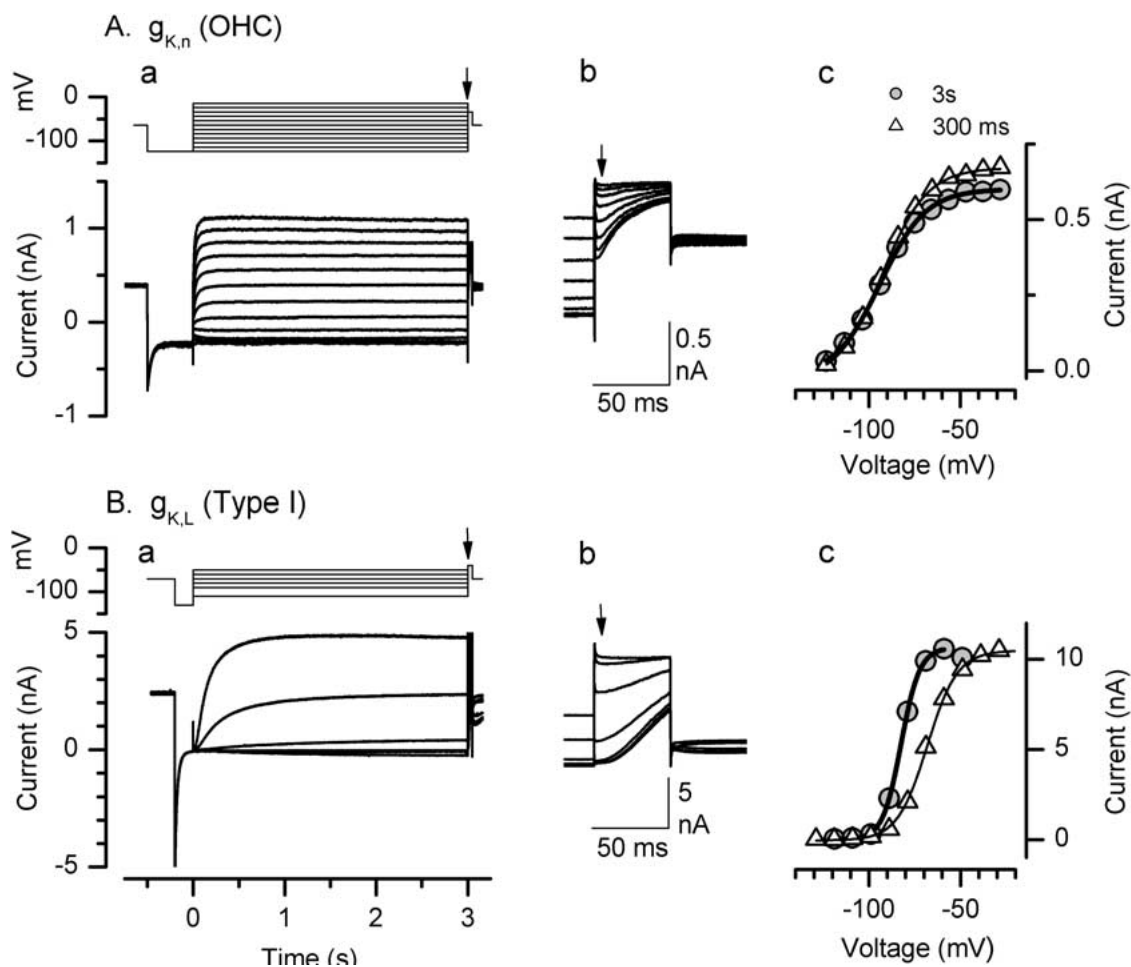 A. gK,n (OHC)
a
mV
0
-100
Current (nA)
1
0
-1
b
0.5
nA
50 ms
c
3s
300 ms
0.5
0.0
Current (nA)
-100
-50
Voltage (mV)
B. gK,L (Type I)
a
mV
0
-100
Current (nA)
5
0
-5
0
1
2
3
Time (s)
b
5
nA
50 ms
c
10
5
0
Current (nA)
-100
-50
Voltage (mV)